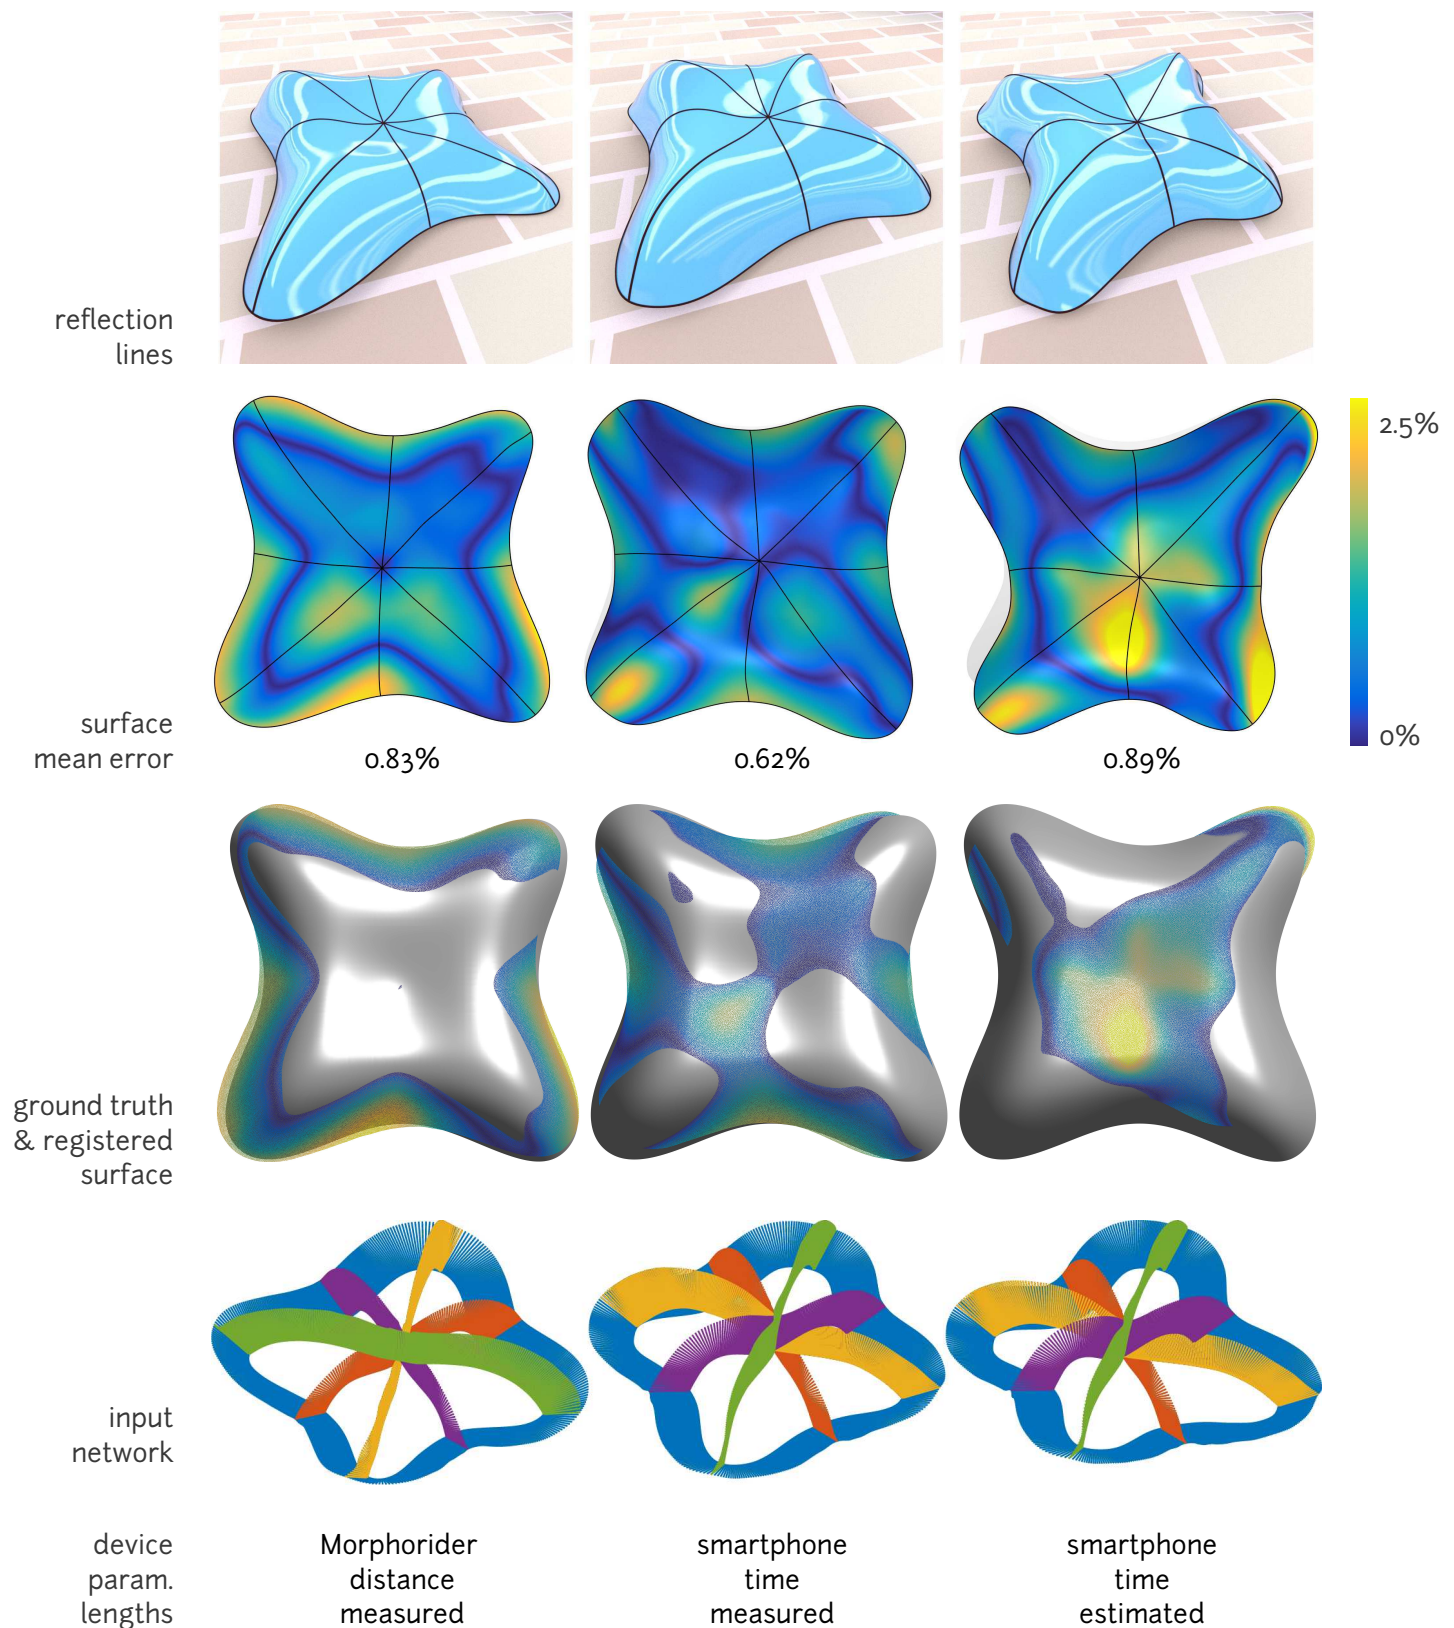 reflection
lines
2.5%
0%
surface
mean error
0.83%
0.62%
0.89%
ground truth
& registered
surface
input
network
device
param.
lengths
Morphorider
distance
measured
smartphone
time
measured
smartphone
time
estimated